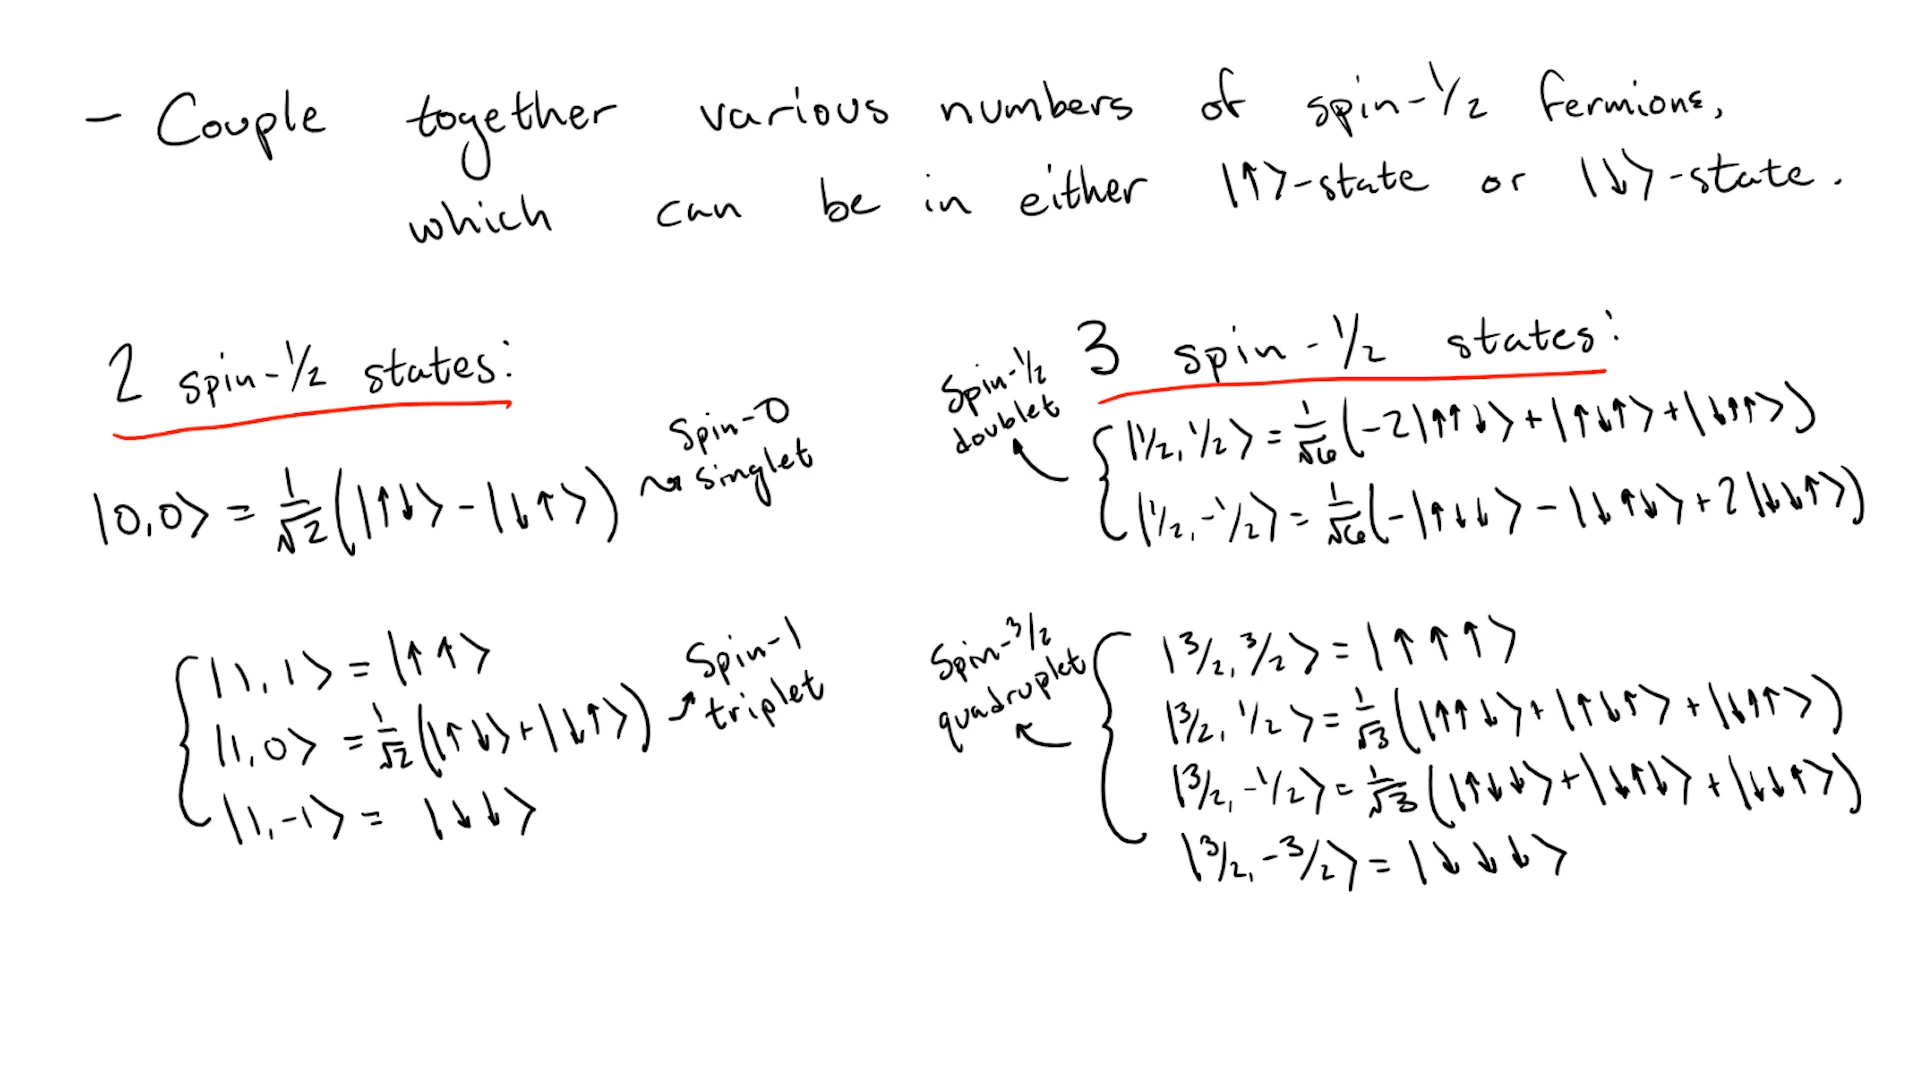 - Couple together various numbers of spin-1/2 fermions,
which can be in either |↑⟩-state or |↓⟩-state.
2 spin-1/2 states:
|0,0⟩ = 1/√2 (|↑↓⟩ - |↓↑⟩)
Spin-0
singlet
|1,1⟩ = |↑↑⟩
|1,0⟩ = 1/√2 (|↑↓⟩ + |↓↑⟩)
|1,-1⟩ = |↓↓⟩
Spin-1
triplet
3 spin-1/2 states:
Spin-1/2
doublet
|1/2, 1/2⟩ = 1/√6 (-2|↑↑↓⟩ + |↑↓↑⟩ + |↓↑↑⟩)
|1/2, -1/2⟩ = 1/√6 (-|↑↓↓⟩ - |↓↑↓⟩ + 2|↓↓↑⟩)
Spin-3/2
quadruplet
|3/2, 3/2⟩ = |↑↑↑⟩
|3/2, 1/2⟩ = 1/√3 (|↑↑↓⟩ + |↑↓↑⟩ + |↓↑↑⟩)
|3/2, -1/2⟩ = 1/√3 (|↑↓↓⟩ + |↓↑↓⟩ + |↓↓↑⟩)
|3/2, -3/2⟩ = |↓↓↓⟩